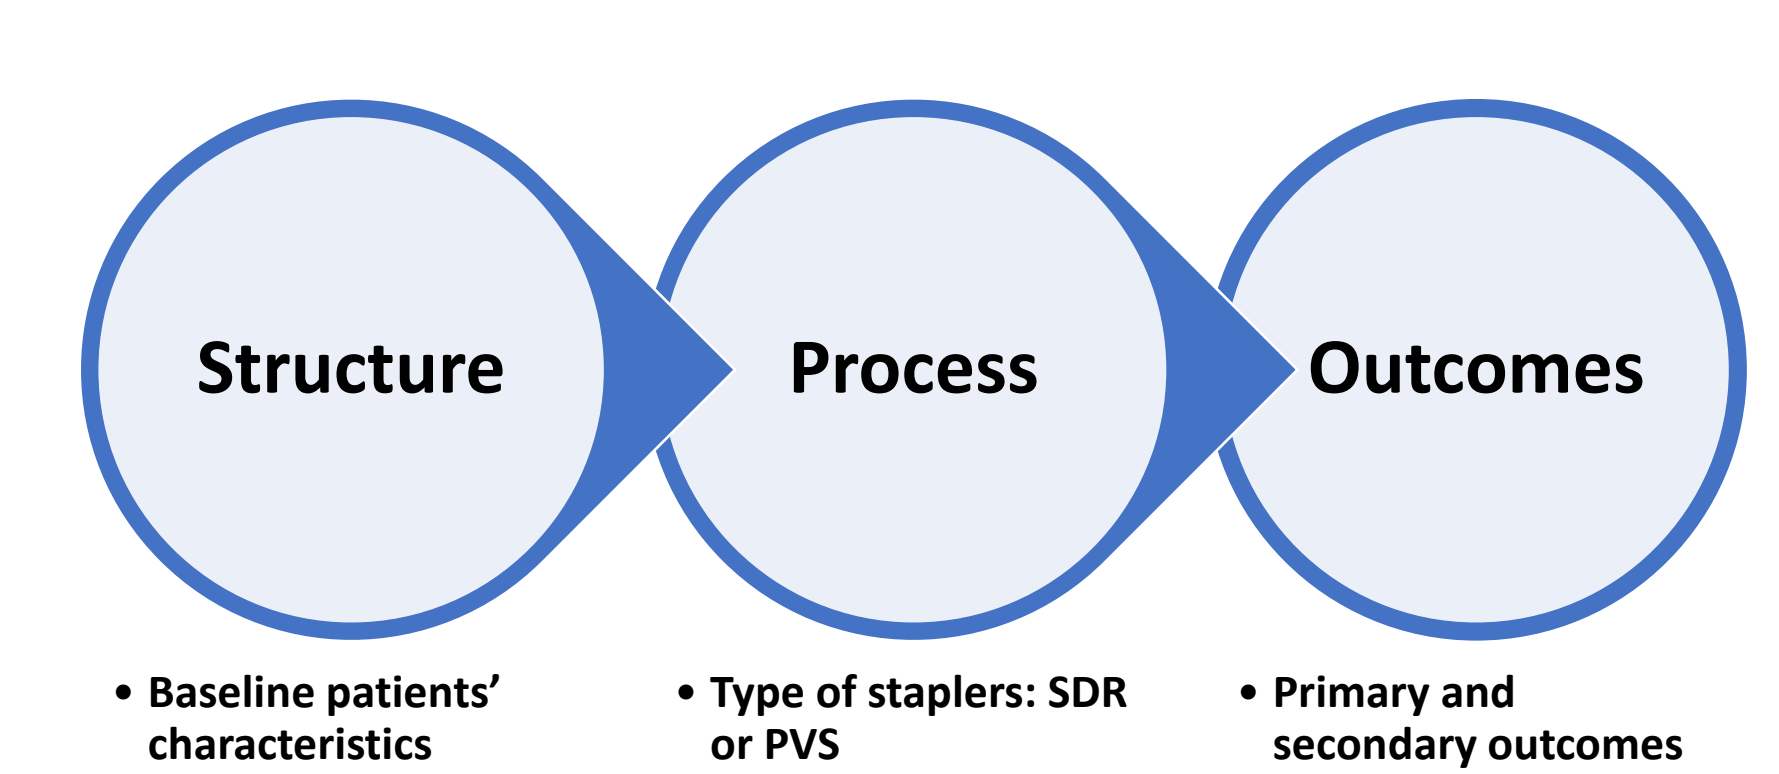 Structure
Process
Outcomes
• Baseline patients’
characteristics
• Type of staplers: SDR
or PVS
• Primary and
secondary outcomes